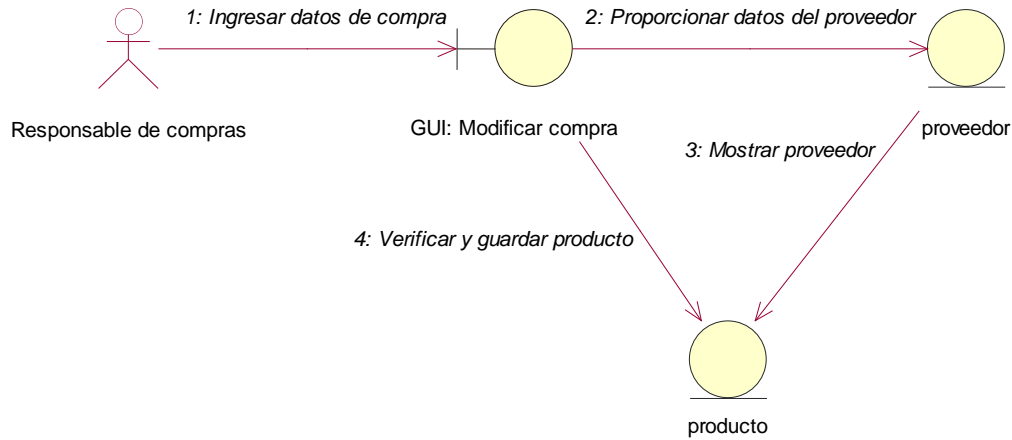 1: Ingresar datos de compra
2: Proporcionar datos del proveedor
Responsable de compras
GUI: Modificar compra
proveedor
3: Mostrar proveedor
4: Verificar y guardar producto
producto